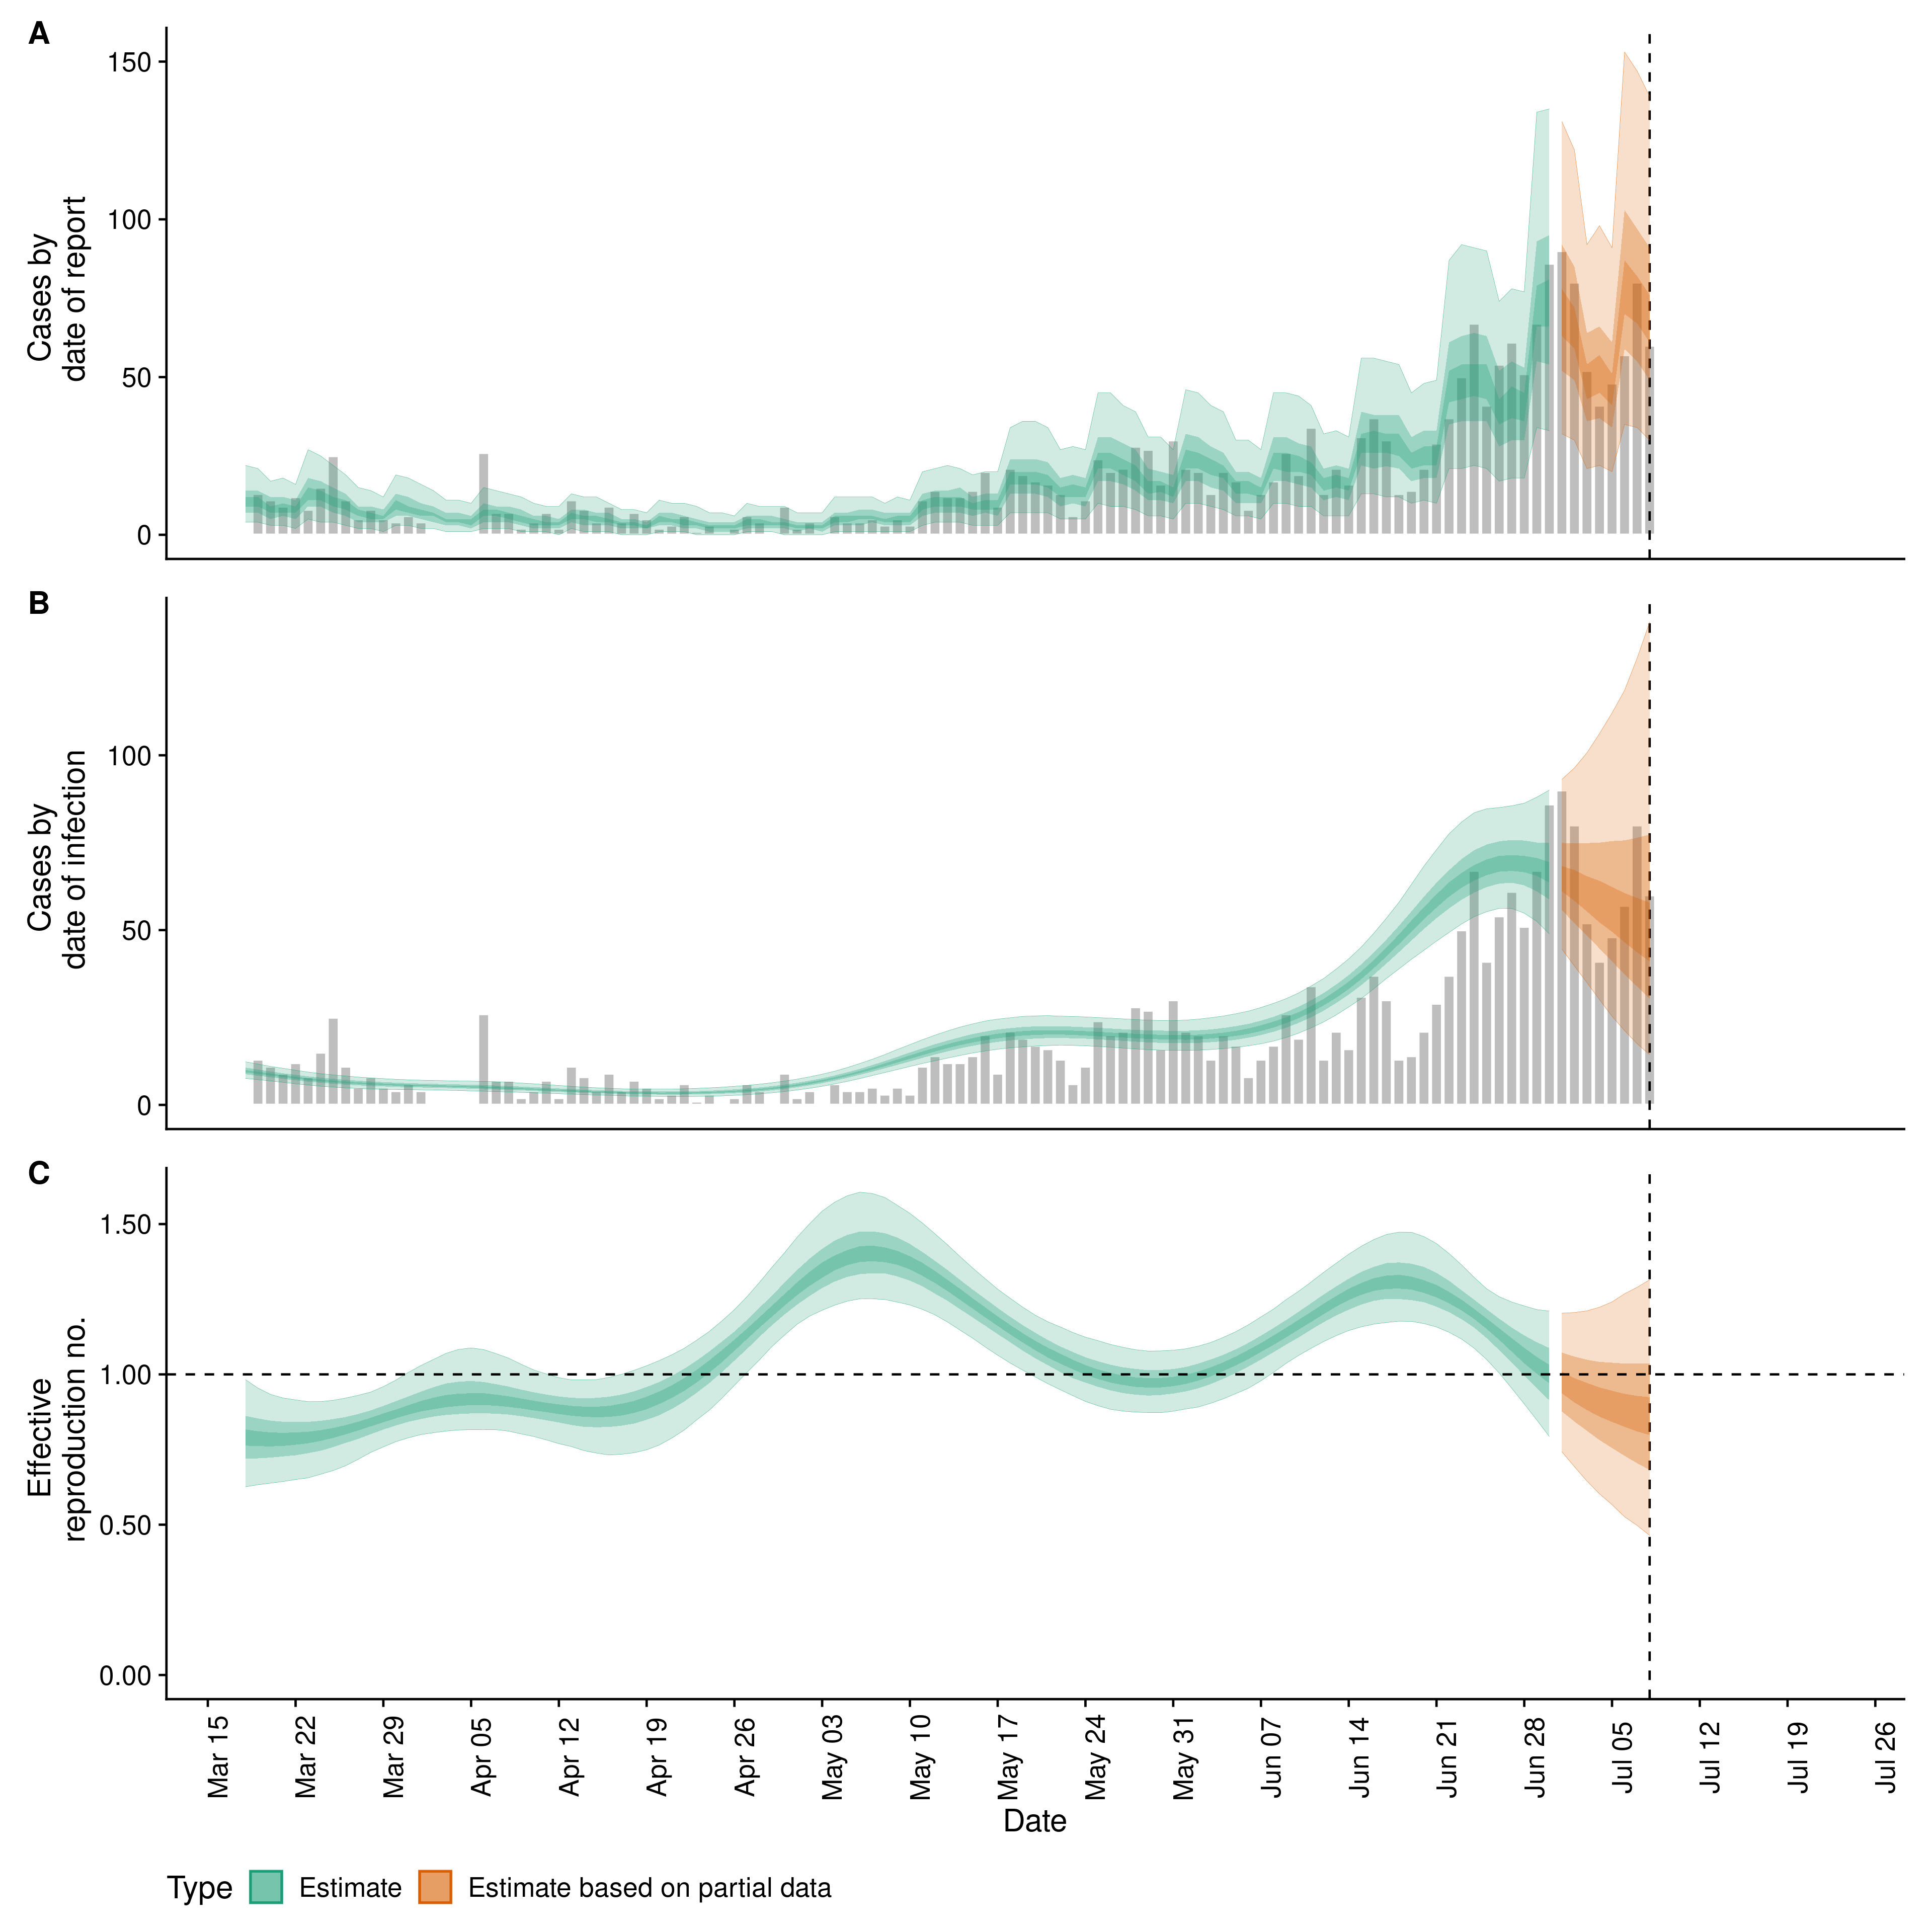 A
Cases by
date of report
150
100
50
0
B
Cases by
date of infection
100
50
0
C
Effective
reproduction no.
1.50
1.00
0.50
0.00
Mar 15
Mar 22
Mar 29
Apr 05
Apr 12
Apr 19
Apr 26
May 03
May 10
May 17
May 24
May 31
Jun 07
Jun 14
Jun 21
Jun 28
Jul 05
Jul 12
Jul 19
Jul 26
Date
Type Estimate Estimate based on partial data